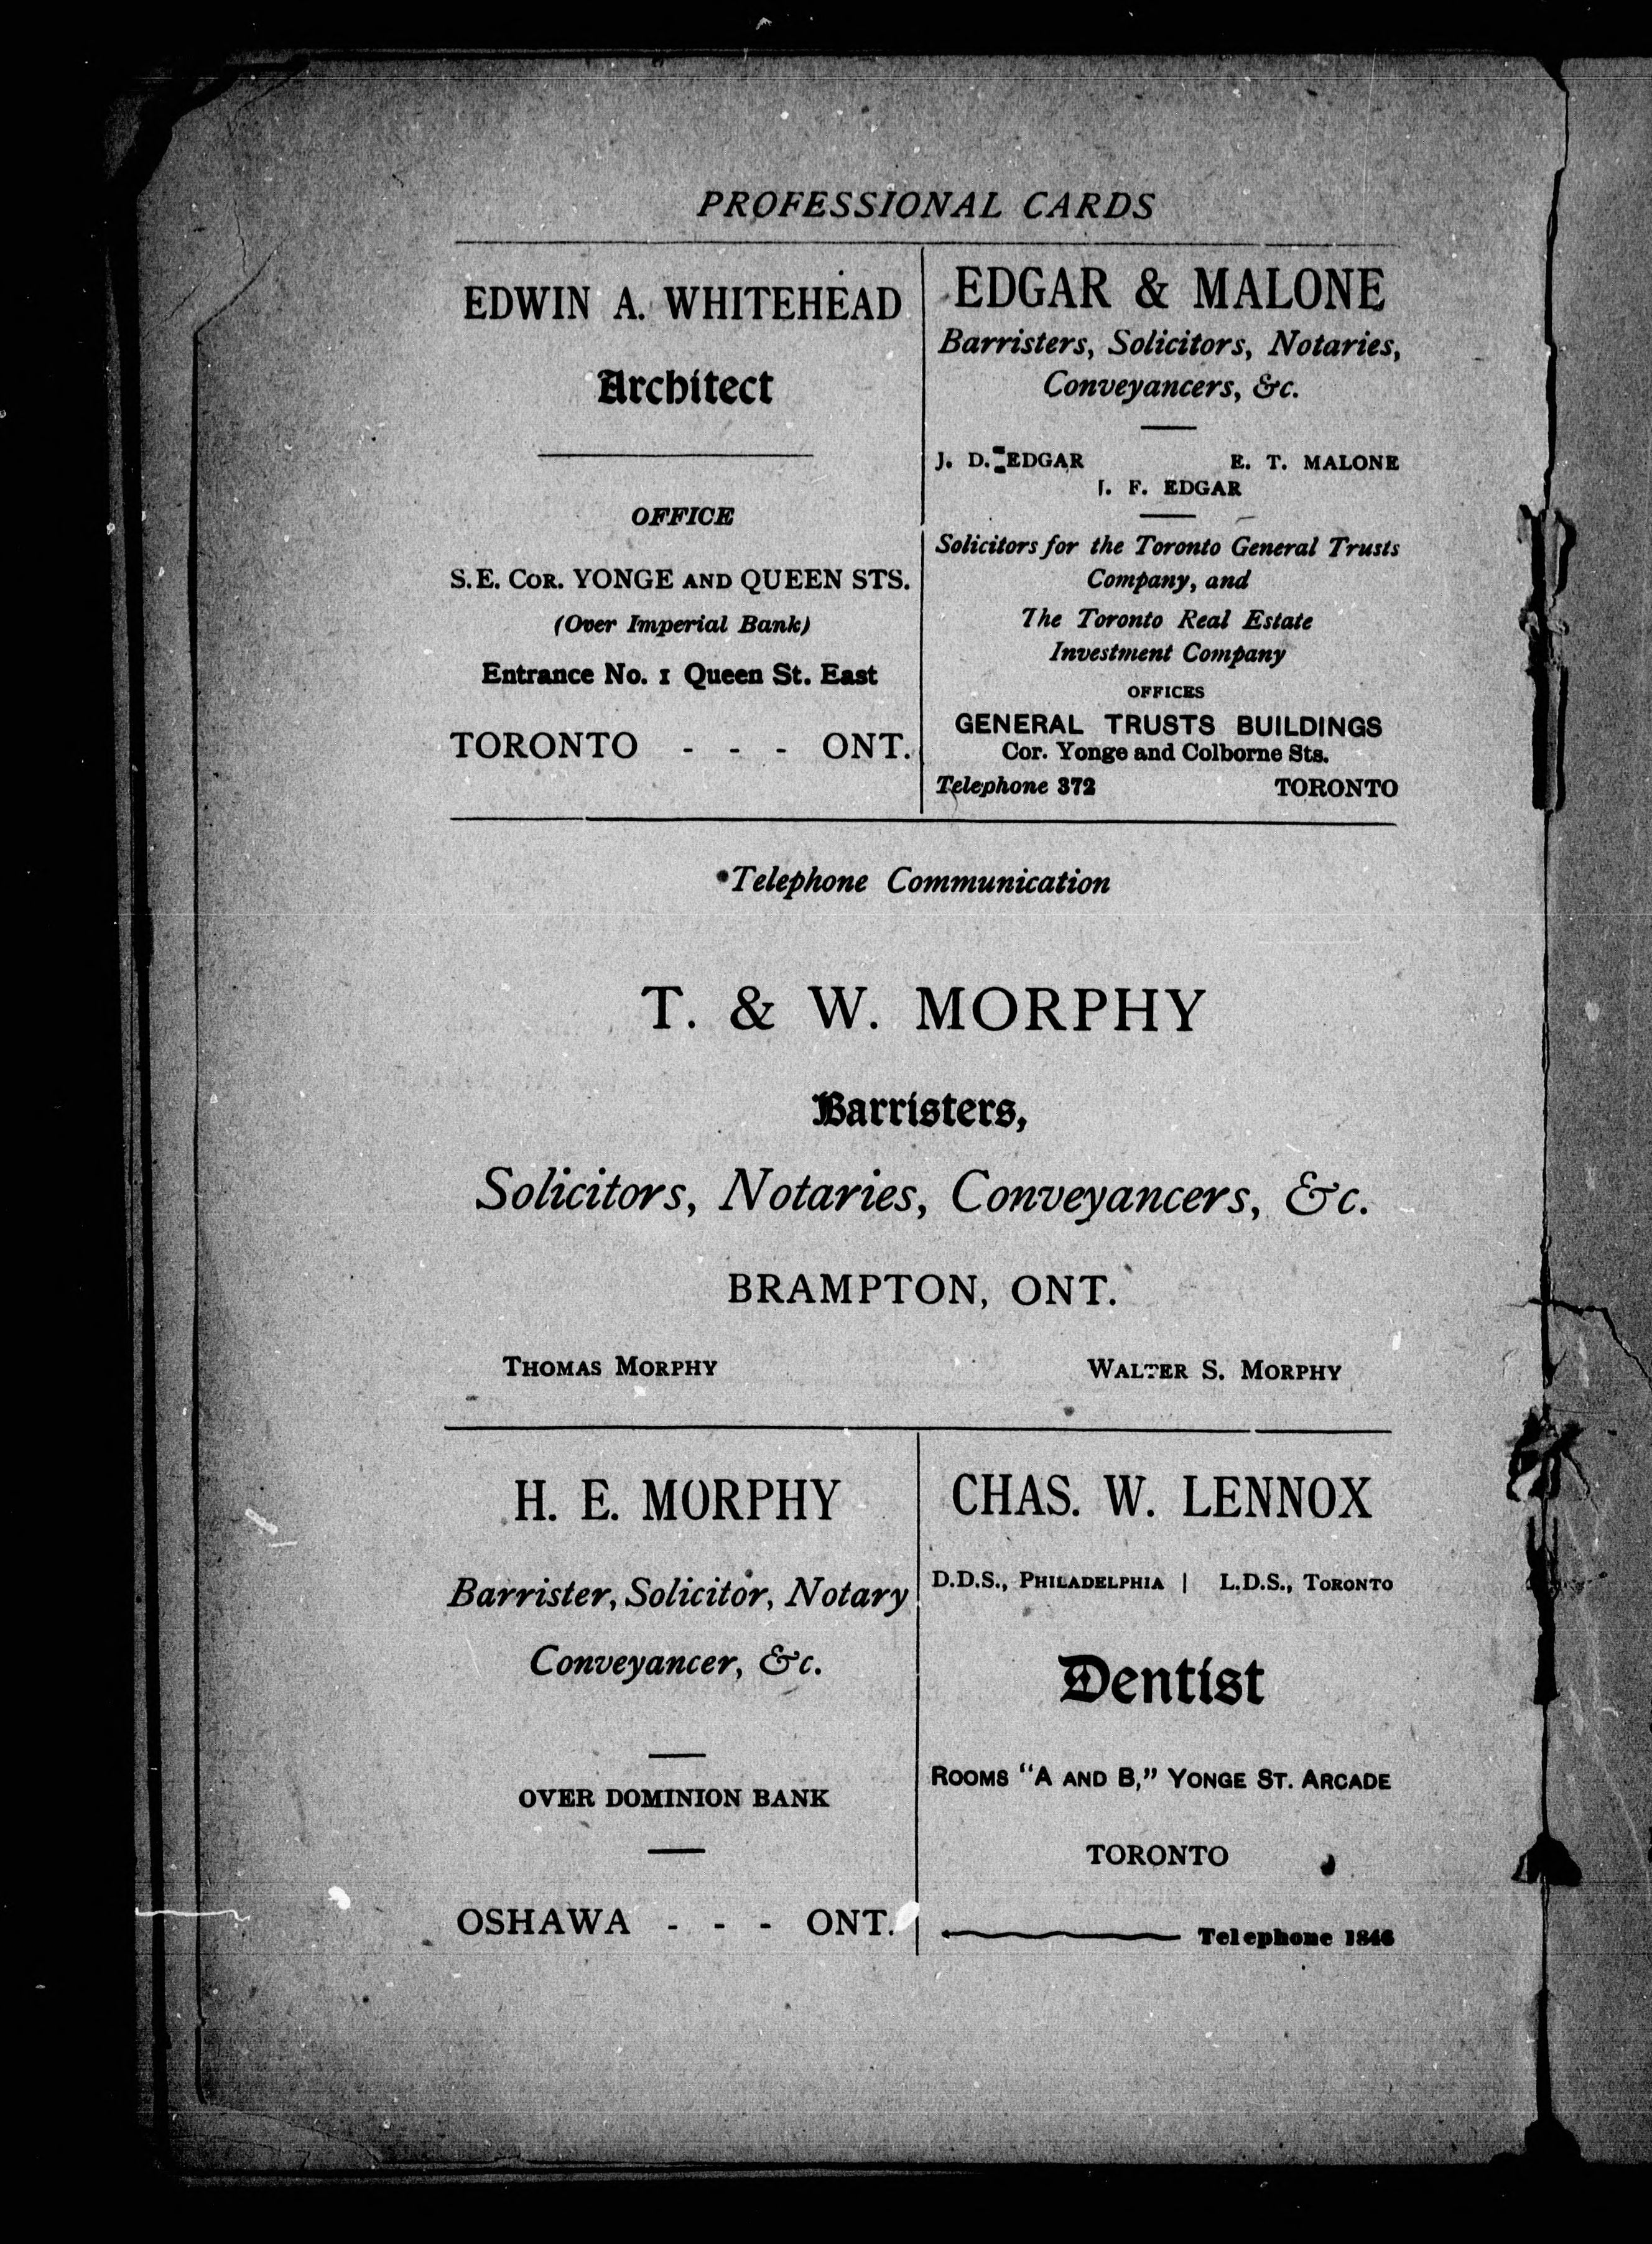 PROFESSIONAL CARDS
EDWIN A. WHITEHEAD
Architect
OFFICE
S.E. COR. YONGE AND QUEEN STS.
(Over Imperial Bank)
Entrance No. 1 Queen St. East
TORONTO - - - ONT.
EDGAR & MALONE
Barristers, Solicitors, Notaries,
Conveyancers, &c.
J. D. EDGAR E. T. MALONE
J. F. EDGAR
Solicitors for the Toronto General Trusts
Company, and
The Toronto Real Estate
Investment Company
OFFICES
GENERAL TRUSTS BUILDINGS
Cor. Yonge and Colborne Sts.
Telephone 372 TORONTO
Telephone Communication
T. & W. MORPHY
Barristers,
Solicitors, Notaries, Conveyancers, &c.
BRAMPTON, ONT.
THOMAS MORPHY WALTER S. MORPHY
H. E. MORPHY
Barrister, Solicitor, Notary
Conveyancer, &c.
OVER DOMINION BANK
OSHAWA - - - ONT.
CHAS. W. LENNOX
D.D.S., PHILADELPHIA | L.D.S., TORONTO
Dentist
ROOMS "A AND B," YONGE ST. ARCADE
TORONTO
Telephone 1846